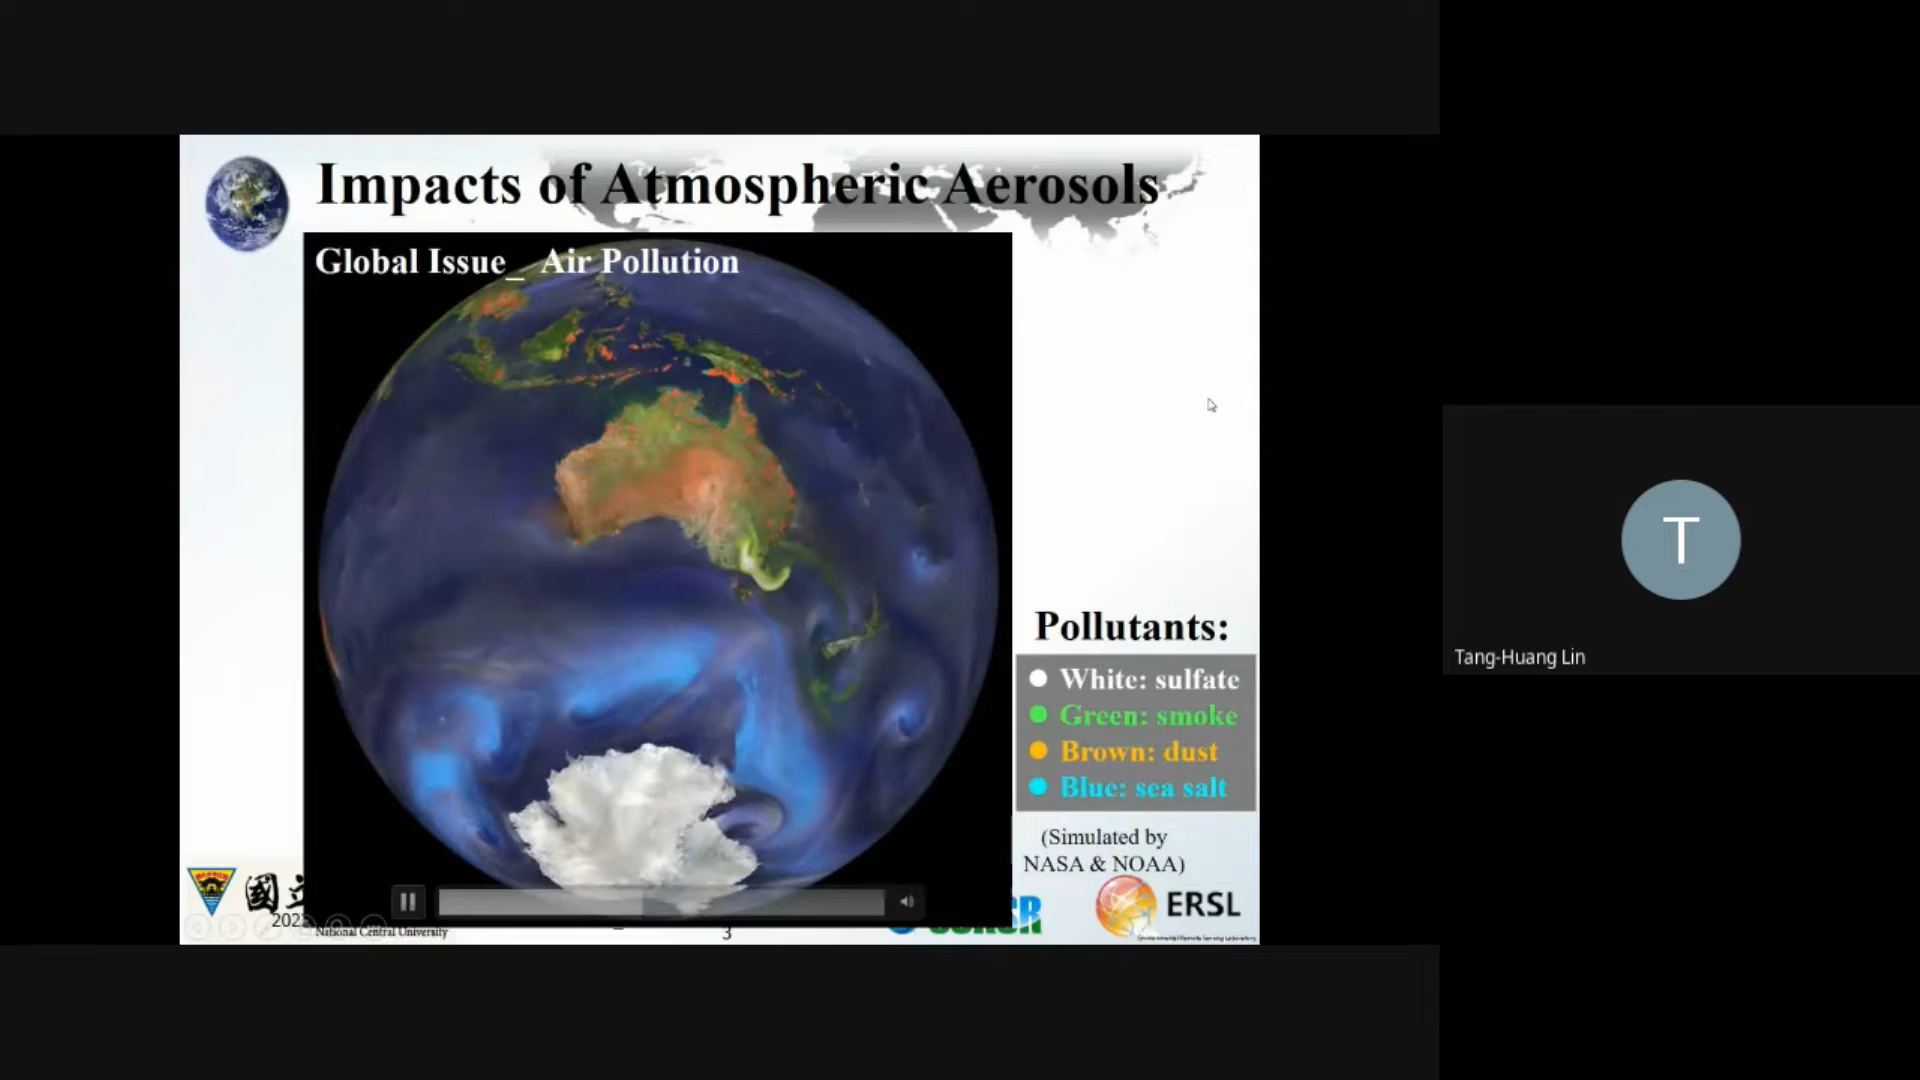 Impacts of Atmospheric Aerosols
Global Issue_ Air Pollution
Pollutants:
White: sulfate
Green: smoke
Brown: dust
Blue: sea salt
(Simulated by
NASA & NOAA)
T
Tang-Huang Lin
國立
202
National Central University
3
ERSL